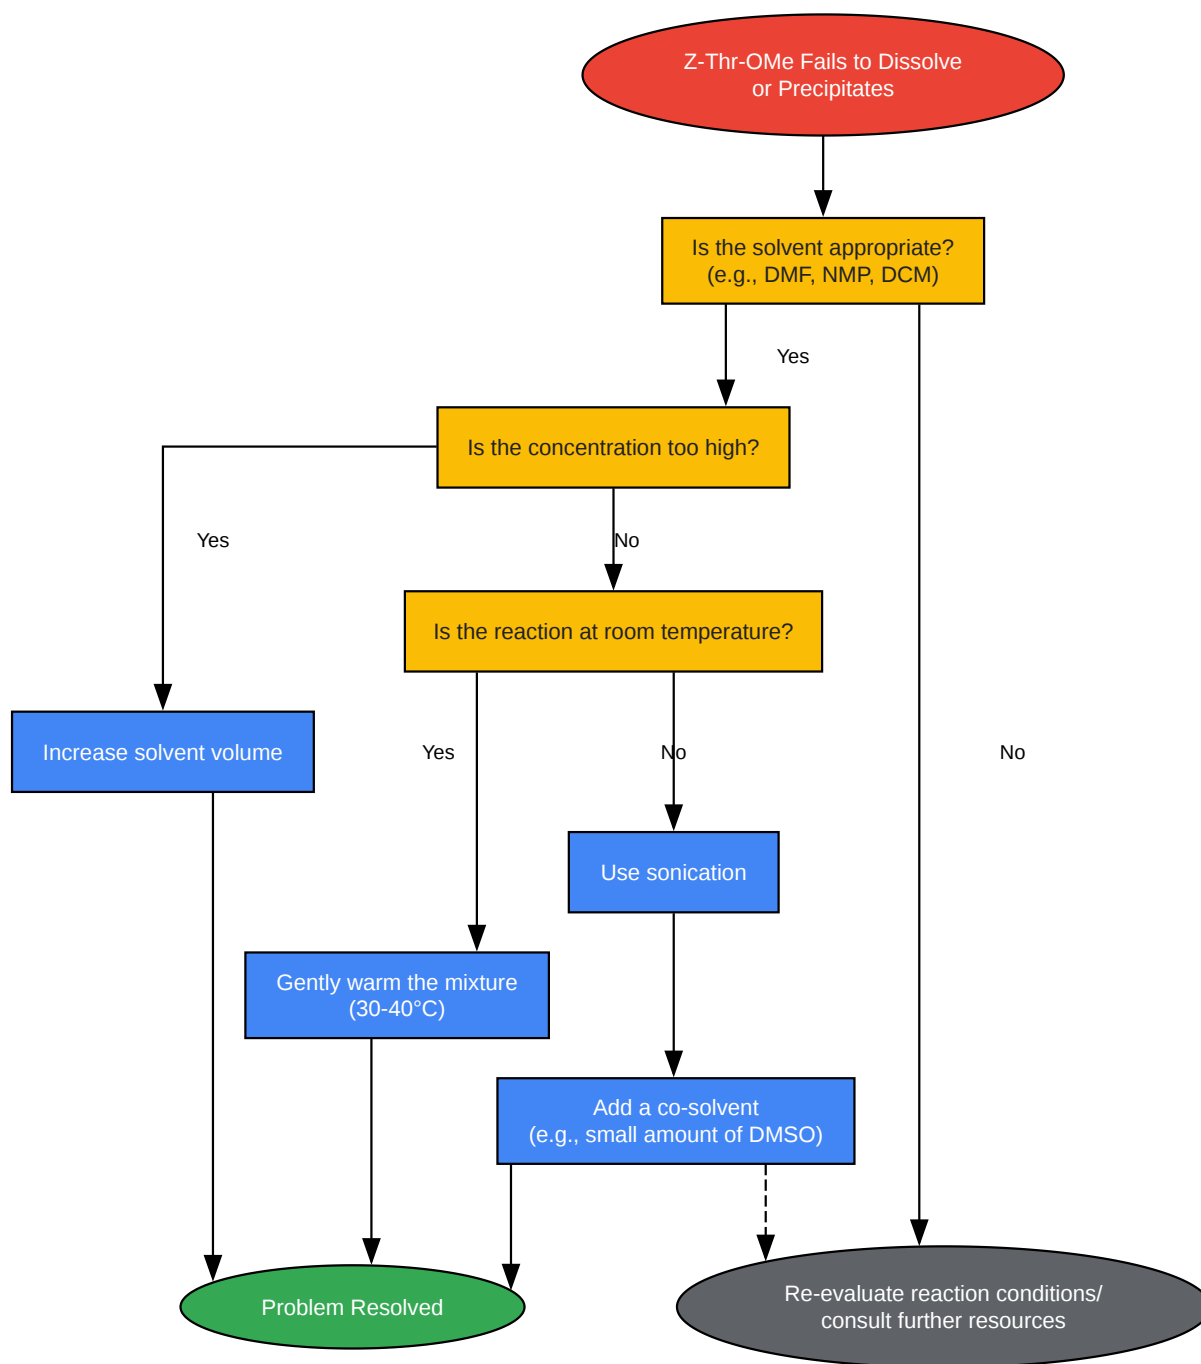 Z-Thr-OMe Fails to Dissolve
or Precipitates
Is the solvent appropriate?
(e.g., DMF, NMP, DCM)
Yes
Is the concentration too high?
Yes
No
Is the reaction at room temperature?
Increase solvent volume
Yes
No
No
Use sonication
Gently warm the mixture
(30-40°C)
Add a co-solvent
(e.g., small amount of DMSO)
Problem Resolved
Re-evaluate reaction conditions/
consult further resources